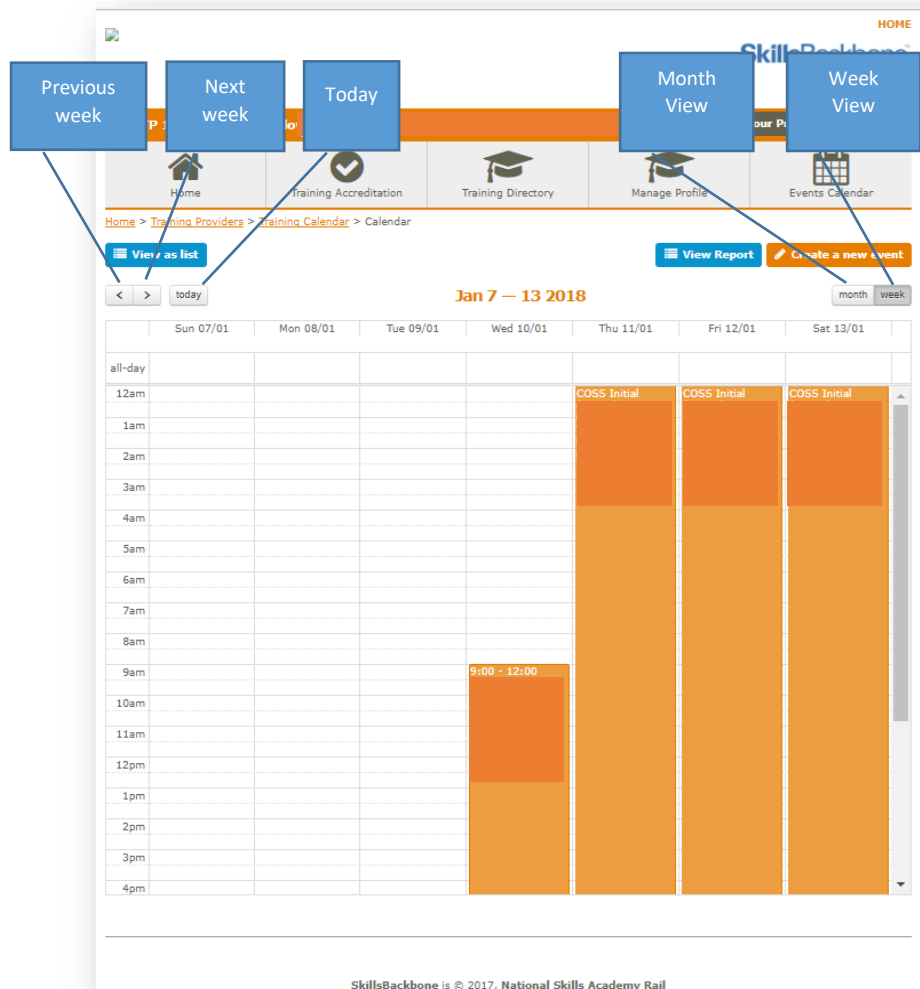 HOME
SkillsBackbone
Previous
week
Next
week
Today
Month
View
Week
View
Home
Training Accreditation
Training Directory
Manage Profile
Events Calendar
Home > Training Providers > Training Calendar > Calendar
View as list
View Report
Create a new event
< >
today
Jan 7 — 13 2018
month week
Sun 07/01 Mon 08/01 Tue 09/01 Wed 10/01 Thu 11/01 Fri 12/01 Sat 13/01
all-day
12am COSS Initial COSS Initial COSS Initial
1am
2am
3am
4am
5am
6am
7am
8am
9am 9:00 - 12:00
10am
11am
12pm
1pm
2pm
3pm
4pm
SkillsBackbone is © 2017, National Skills Academy Rail